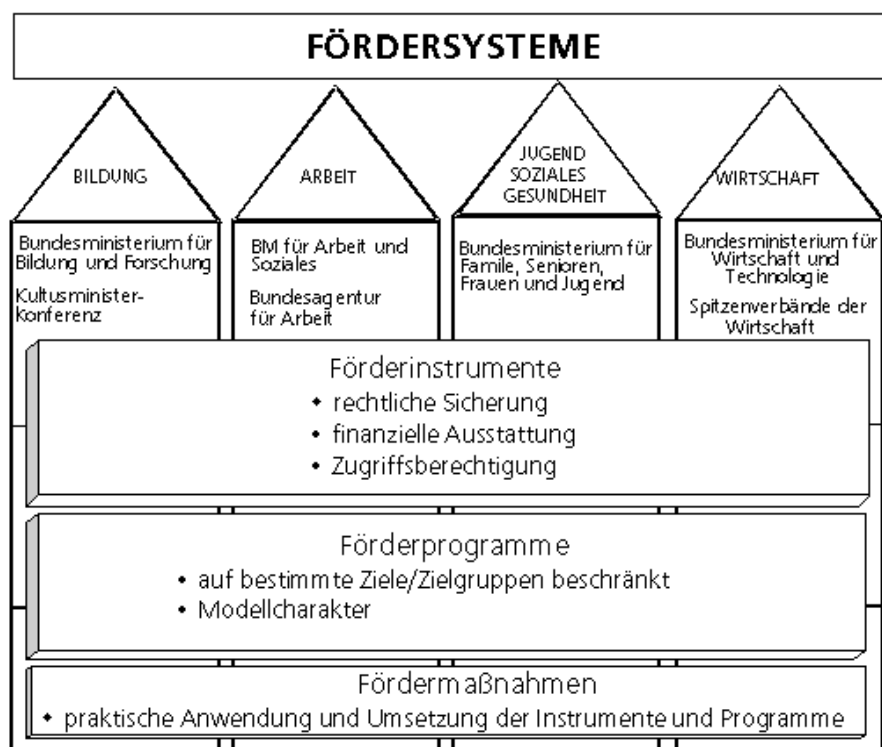 FÖRDERSYSTEME
BILDUNG
ARBEIT
JUGEND
SOZIALES
GESUNDHEIT
WIRTSCHAFT
Bundesministerium für
Bildung und Forschung
Kultusminister-
konferenz
BM für Arbeit und
Soziales
Bundesagentur
für Arbeit
Bundesministerium für
Famile, Senioren,
Frauen und Jugend
Bundesministerium für
Wirtschaft und
Technologie
Spitzenverbände der
Wirtschaft
Förderinstrumente
• rechtliche Sicherung
• finanzielle Ausstattung
• Zugriffsberechtigung
Förderprogramme
• auf bestimmte Ziele/Zielgruppen beschränkt
• Modellcharakter
Fördermaßnahmen
• praktische Anwendung und Umsetzung der Instrumente und Programme